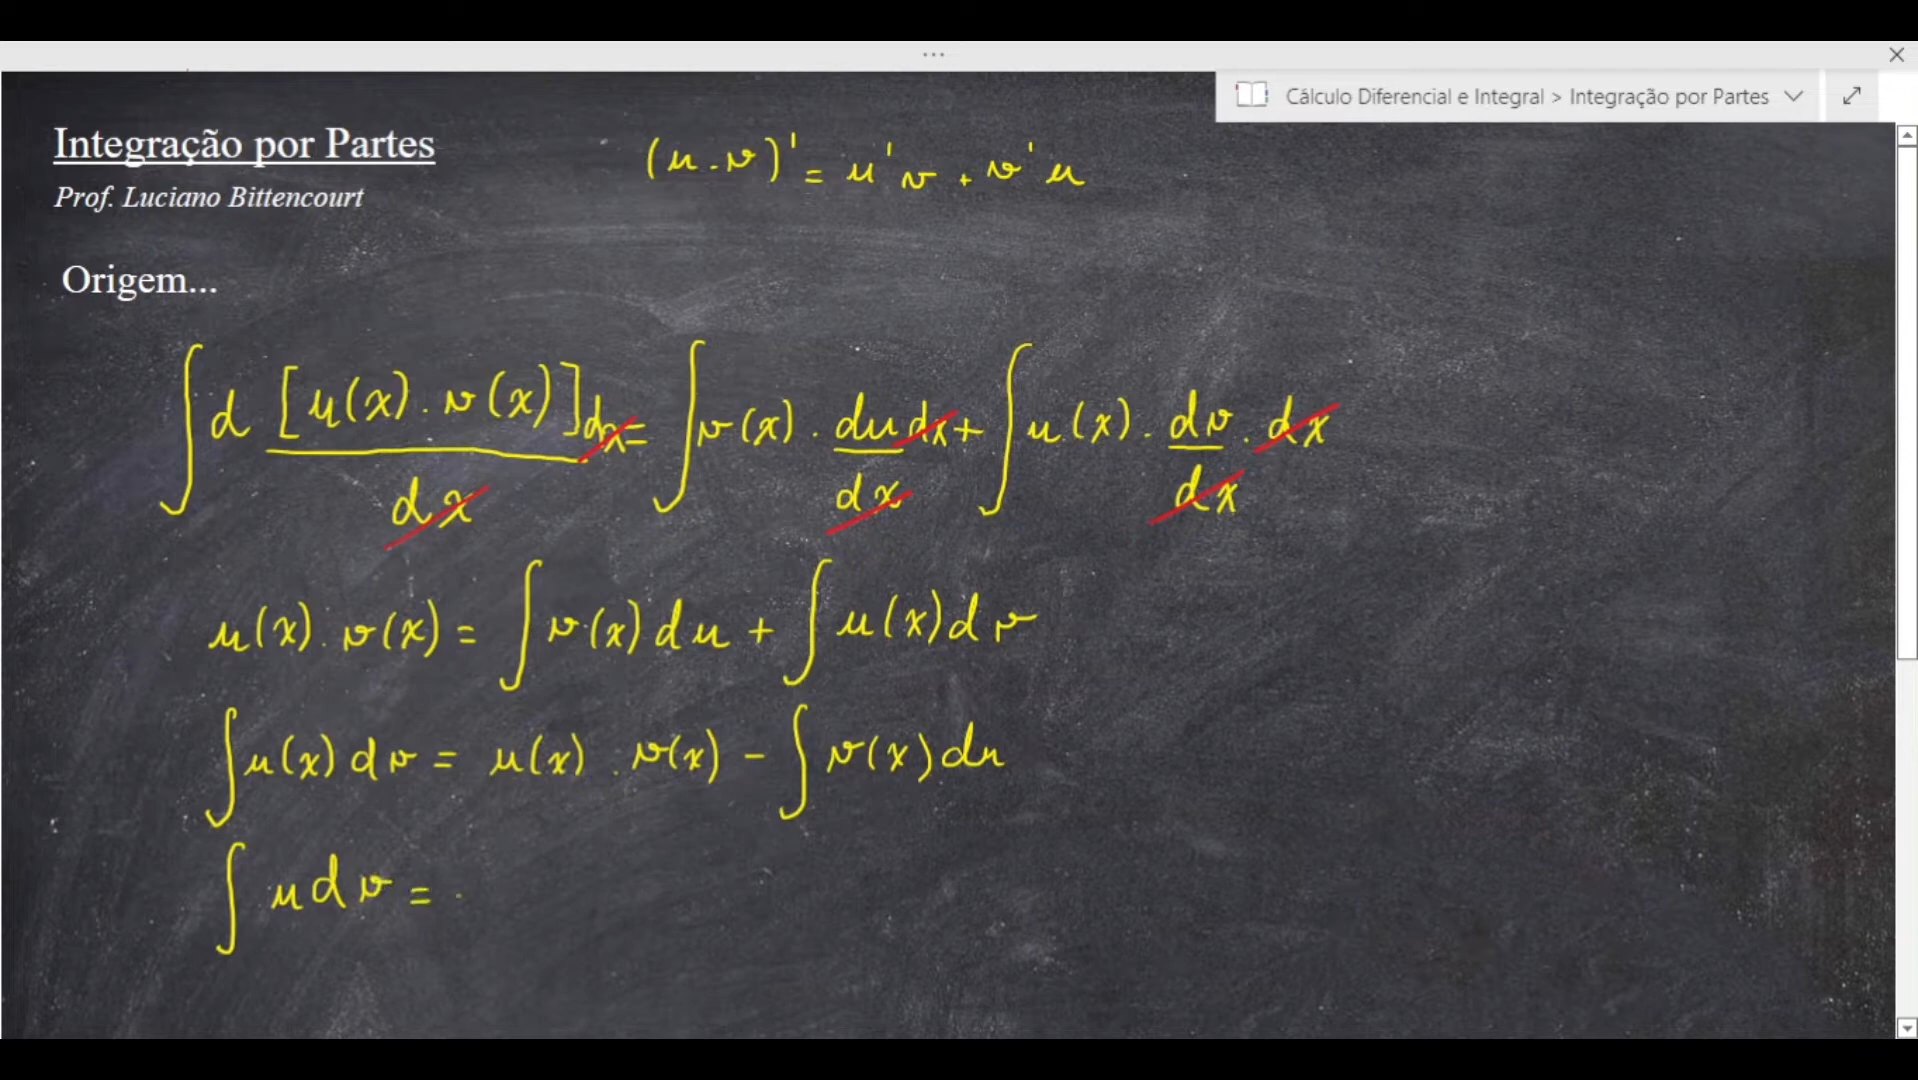 Cálculo Diferencial e Integral > Integração por Partes
Integração por Partes
(u · v)' = u'v + v'u
Prof. Luciano Bittencourt
Origem...
∫ d [u(x) · v(x)]/dx dx = ∫ v(x) · du/dx dx + ∫ u(x) · dv/dx · dx
u(x) · v(x) = ∫ v(x) du + ∫ u(x) dv
∫ u(x) dv = u(x) · v(x) - ∫ v(x) du
∫ u dv =